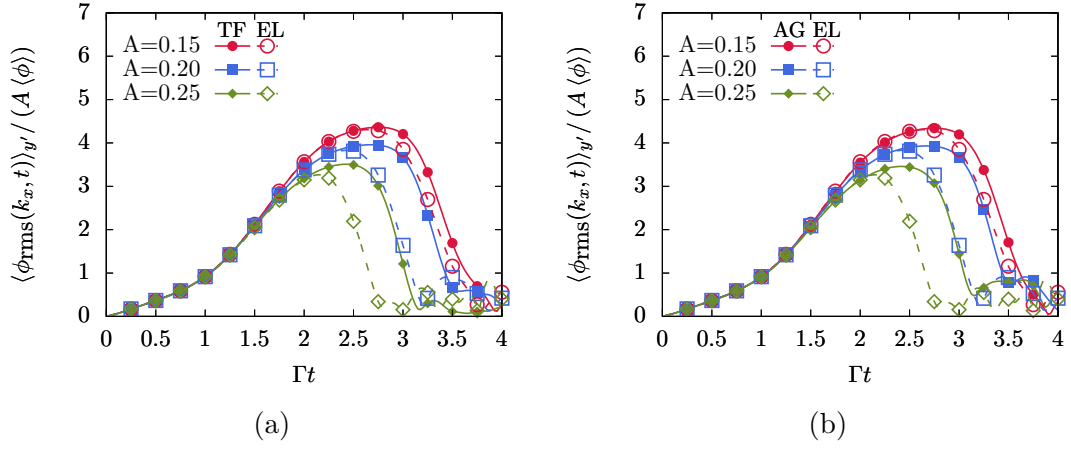 7
6
5
4
3
2
1
0
⟨ϕrms(kx, t)⟩y′/(A⟨ϕ⟩)
TF EL
A=0.15
A=0.20
A=0.25
0 0.5 1 1.5 2 2.5 3 3.5 4
Γt
(a)
7
6
5
4
3
2
1
0
⟨ϕrms(kx, t)⟩y′/(A⟨ϕ⟩)
AG EL
A=0.15
A=0.20
A=0.25
0 0.5 1 1.5 2 2.5 3 3.5 4
Γt
(b)